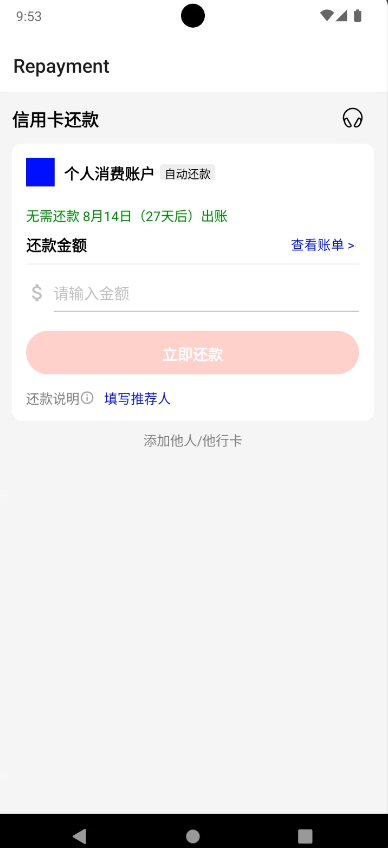 9:53
Repayment
信用卡还款
个人消费账户 自动还款
无需还款 8月14日（27天后）出账
还款金额 查看账单 >
$ 请输入金额
立即还款
还款说明 填写推荐人
添加他人/他行卡